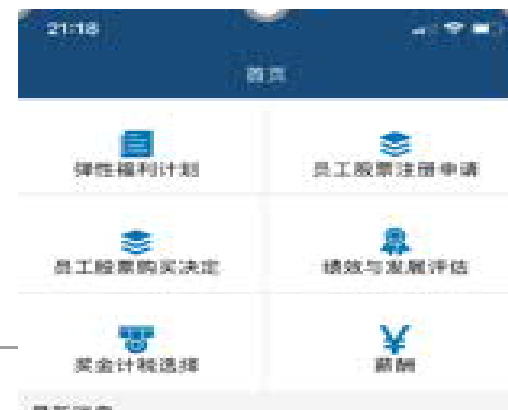 21:18
首页
弹性福利计划
员工股票注册申请
员工股票购买决定
绩效与发展评估
奖金计税选择
薪酬